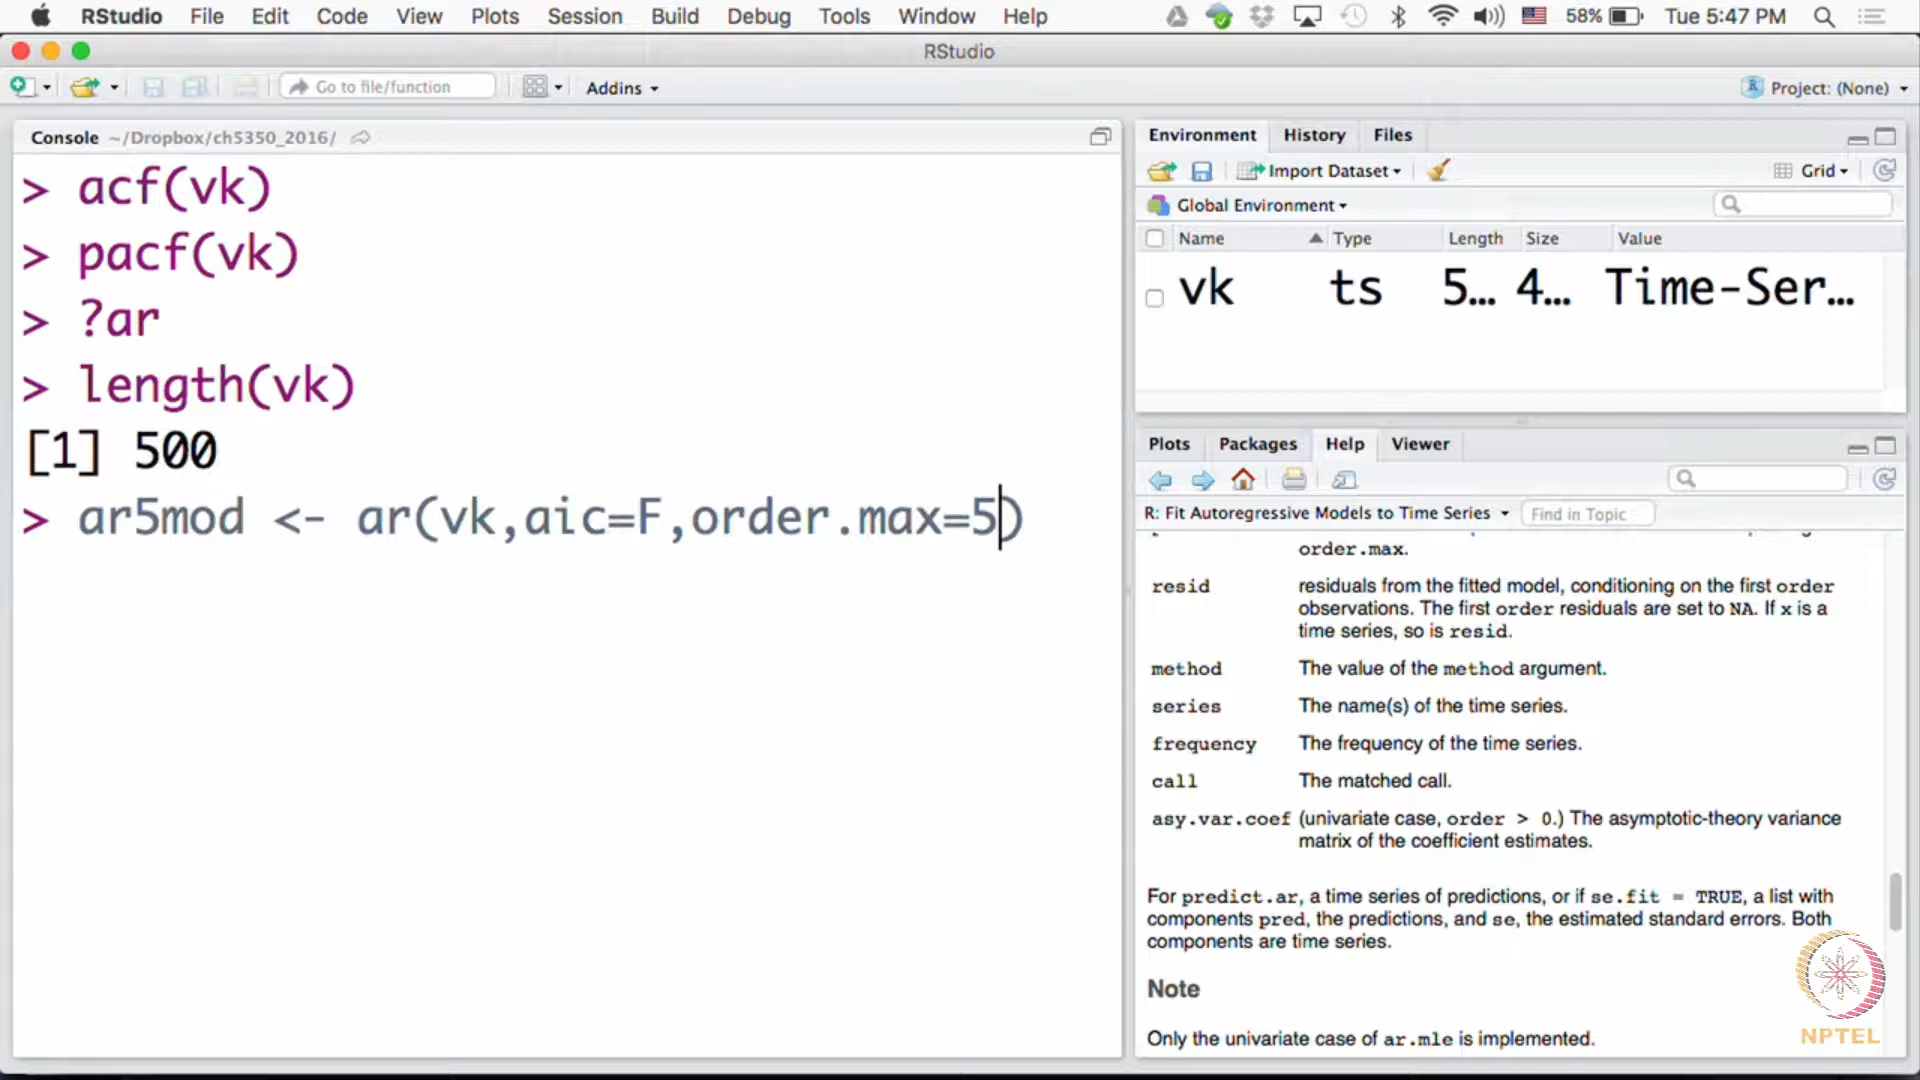 RStudio File Edit Code View Plots Session Build Debug Tools Window Help 58% Tue 5:47 PM
RStudio
Go to file/function Addins Project: (None)
Console ~/Dropbox/ch5350_2016/
> acf(vk)
> pacf(vk)
> ?ar
> length(vk)
[1] 500
> ar5mod <- ar(vk,aic=F,order.max=5)
Environment History Files
Import Dataset Grid
Global Environment
Name Type Length Size Value
vk ts 5... 4... Time-Ser...
Plots Packages Help Viewer
R: Fit Autoregressive Models to Time Series Find in Topic
order.max.
resid residuals from the fitted model, conditioning on the first order
observations. The first order residuals are set to NA. If x is a
time series, so is resid.
method The value of the method argument.
series The name(s) of the time series.
frequency The frequency of the time series.
call The matched call.
asy.var.coef (univariate case, order > 0.) The asymptotic-theory variance
matrix of the coefficient estimates.
For predict.ar, a time series of predictions, or if se.fit = TRUE, a list with
components pred, the predictions, and se, the estimated standard errors. Both
components are time series.
Note
Only the univariate case of ar.mle is implemented.
NPTEL